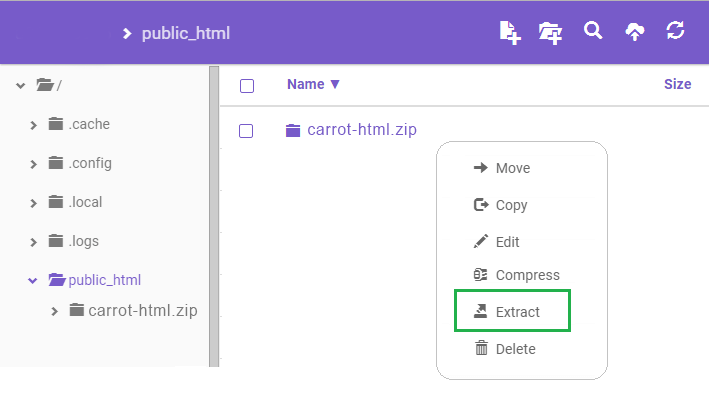 public_html
/
.cache
.config
.local
.logs
public_html
carrot-html.zip
Name ▼ Size
carrot-html.zip
Move
Copy
Edit
Compress
Extract
Delete